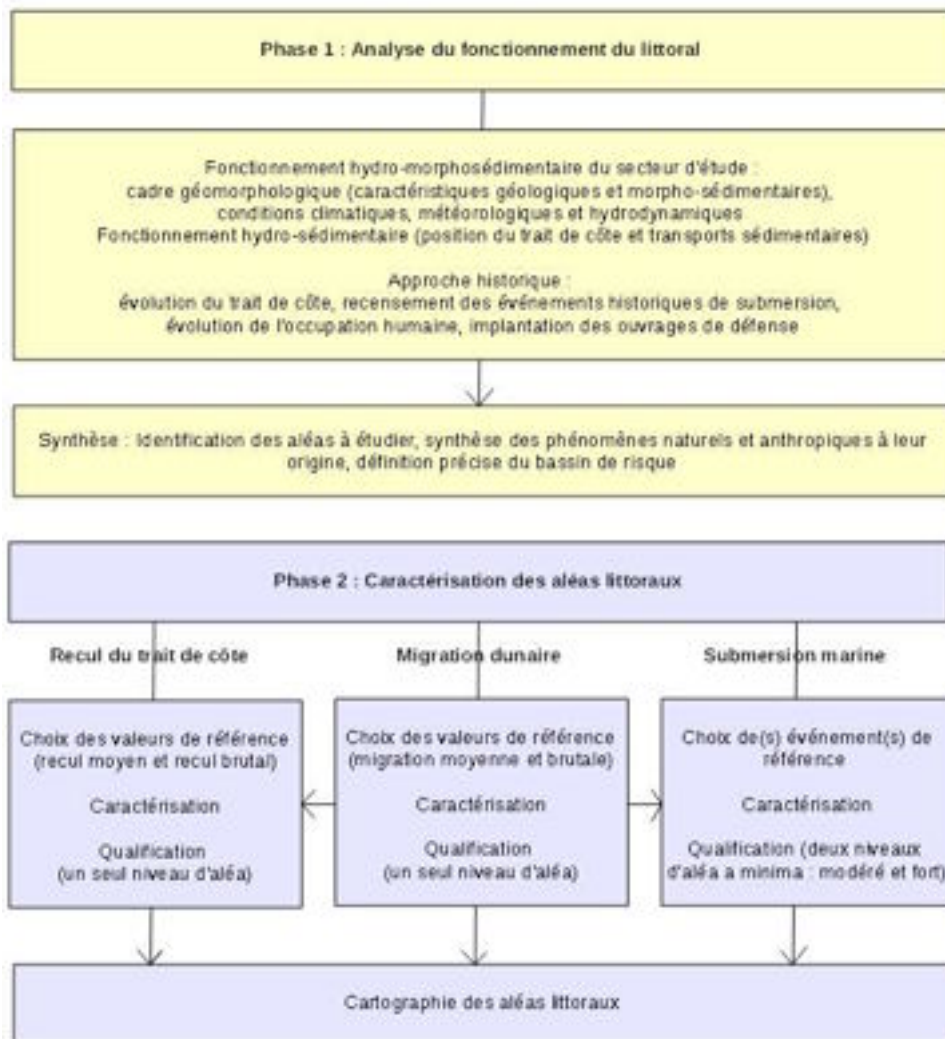 Phase 1 : Analyse du fonctionnement du littoral
Fonctionnement hydro-morphosédimentaire du secteur d'étude :
cadre géomorphologique (caractéristiques géologiques et morpho-sédimentaires),
conditions climatiques, météorologiques et hydrodynamiques
Fonctionnement hydro-sédimentaire (position du trait de côte et transports sédimentaires)
Approche historique :
évolution du trait de côte, recensement des événements historiques de submersion,
évolution de l'occupation humaine, implantation des ouvrages de défense
Synthèse : Identification des aléas à étudier, synthèse des phénomènes naturels et anthropiques à leur
origine, définition précise du bassin de risque
Phase 2 : Caractérisation des aléas littoraux
Recul du trait de côte
Choix des valeurs de référence
(recul moyen et recul brutal)
Caractérisation
Qualification
(un seul niveau d'aléa)
Migration dunaire
Choix des valeurs de référence
(migration moyenne et brutale)
Caractérisation
Qualification
(un seul niveau d'aléa)
Submersion marine
Choix de(s) événement(s) de
référence
Caractérisation
Qualification (deux niveaux
d'aléa a minima : modéré et fort)
Cartographie des aléas littoraux